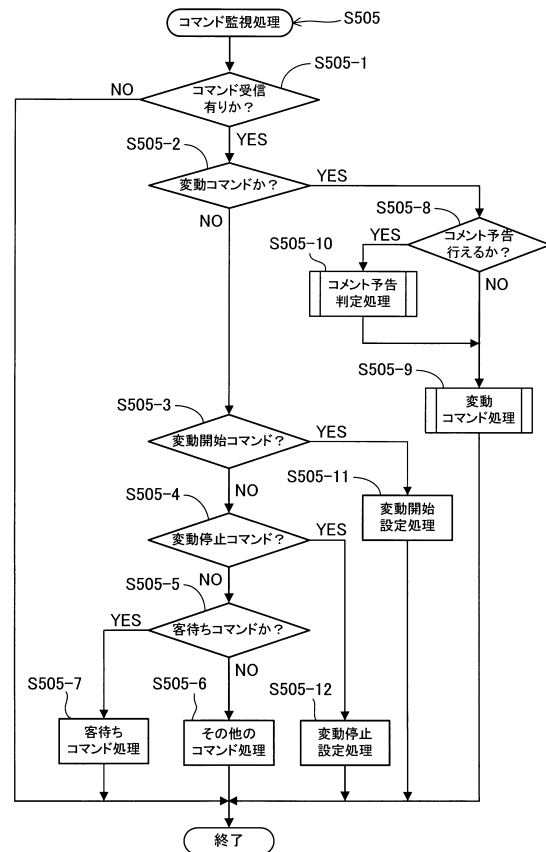 コマンド監視処理
S505
S505-1
コマンド受信
有りか？
NO
YES
S505-2
変動コマンドか？
YES
NO
S505-8
コメント予告
行えるか？
YES
NO
S505-10
コメント予告
判定処理
S505-9
変動
コマンド処理
S505-3
変動開始コマンド？
YES
NO
S505-11
変動開始
設定処理
S505-4
変動停止コマンド？
YES
NO
S505-5
客待ちコマンドか？
YES
NO
S505-7
客待ち
コマンド処理
S505-6
その他の
コマンド処理
S505-12
変動停止
設定処理
終了